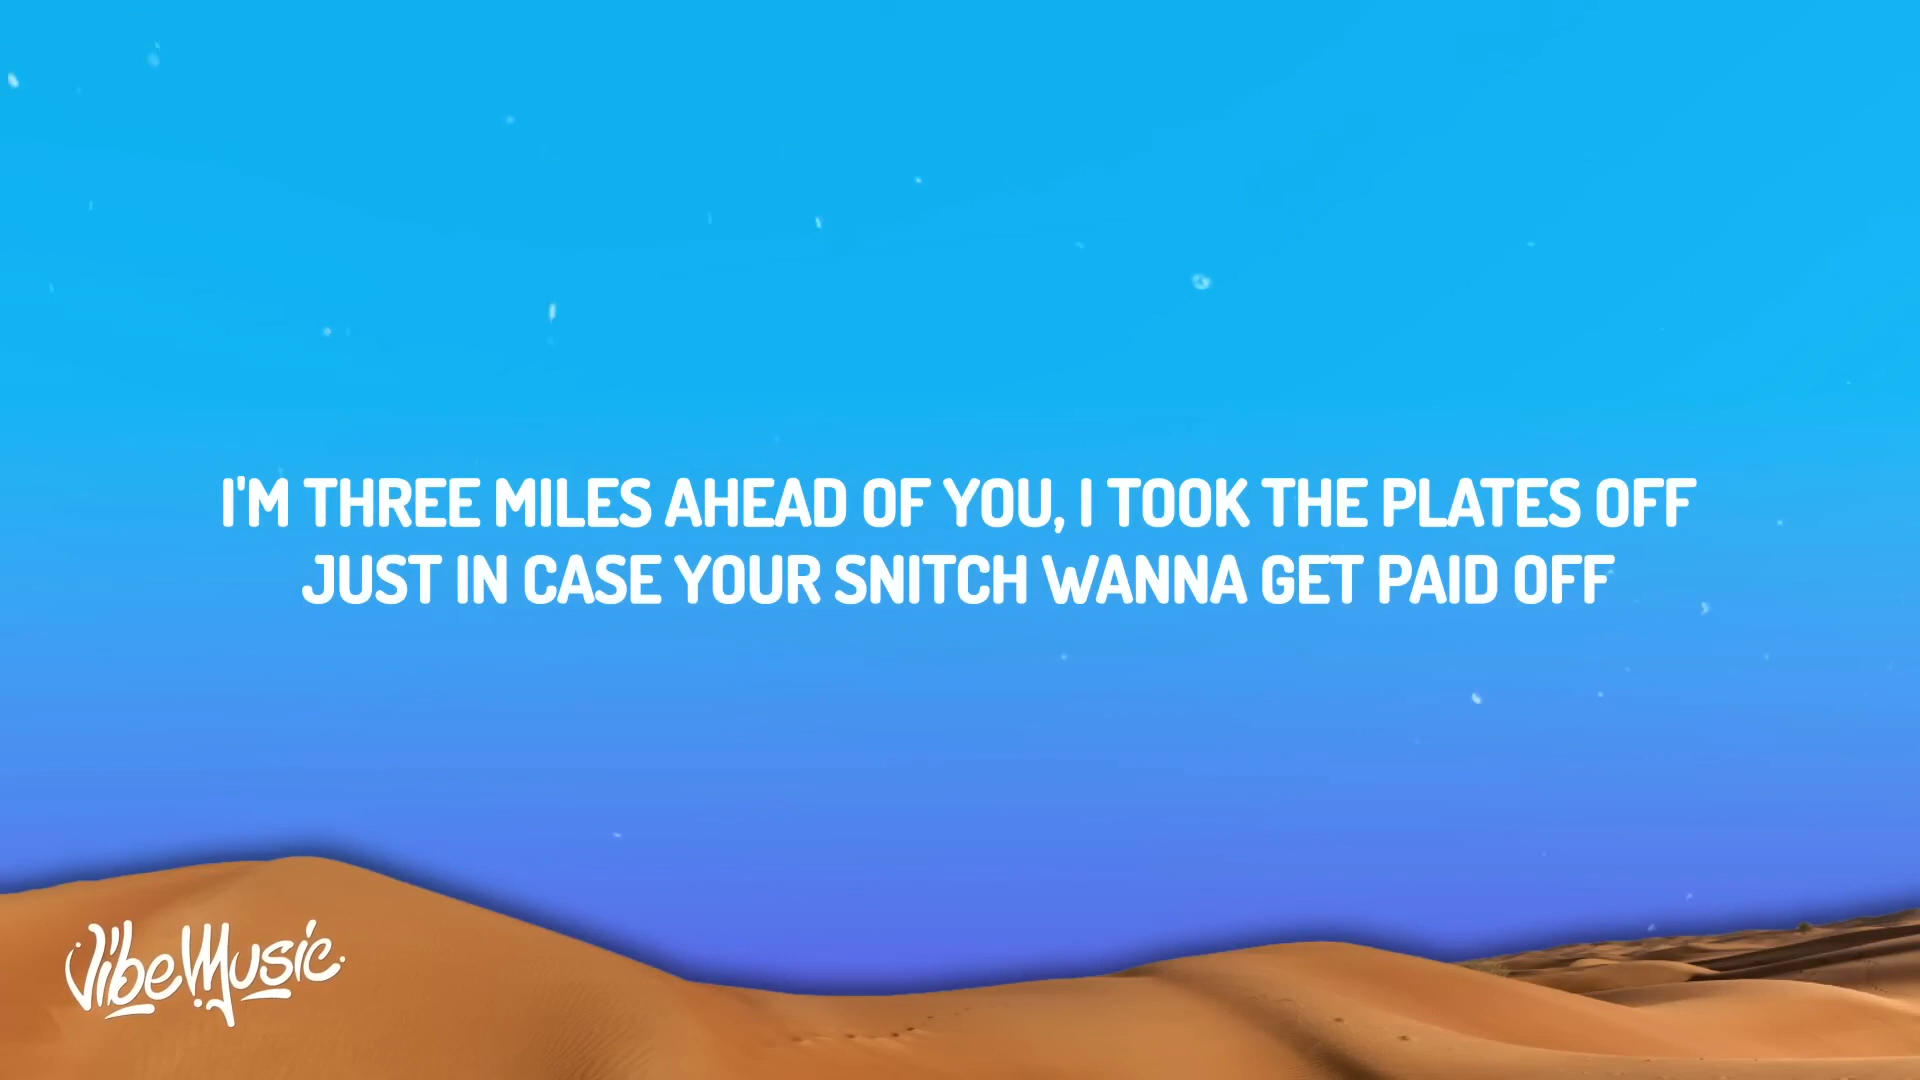 I'M THREE MILES AHEAD OF YOU, I TOOK THE PLATES OFF
JUST IN CASE YOUR SNITCH WANNA GET PAID OFF
VibeMusic